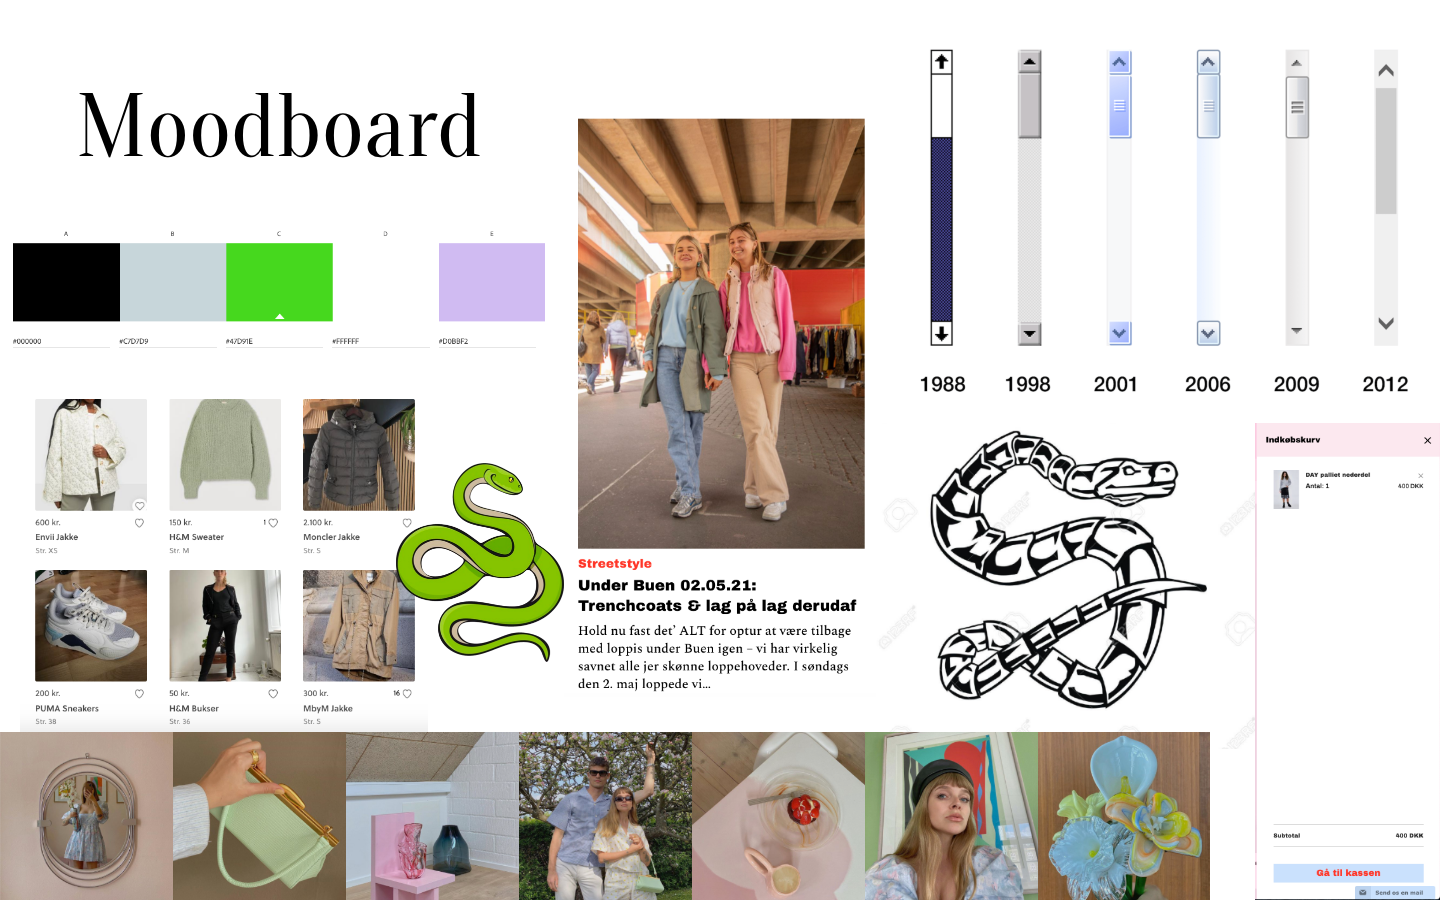 Moodboard
A
B
C
D
E
#000000
#C7D7D9
#47D91E
#FFFFFF
#D0BBF2
600 kr.
Envii Jakke
Str. XS
150 kr.
1
H&M Sweater
Str. M
2.100 kr.
Moncler Jakke
Str. S
200 kr.
PUMA Sneakers
Str. 38
50 kr.
H&M Bukser
Str. 36
300 kr.
16
MbyM Jakke
Str. S
Streetstyle
Under Buen 02.05.21:
Trenchcoats & lag på lag derudaf
Hold nu fast det’ ALT for optur at være tilbage
med loppis under Buen igen – vi har virkelig
savnet alle jer skønne loppehoveder. I søndags
den 2. maj loppede vi...
1988
1998
2001
2006
2009
2012
Indkøbskurv
DAY palliet nederdel
Antal: 1
400 DKK
Subtotal
400 DKK
Gå til kassen
Send os en mail